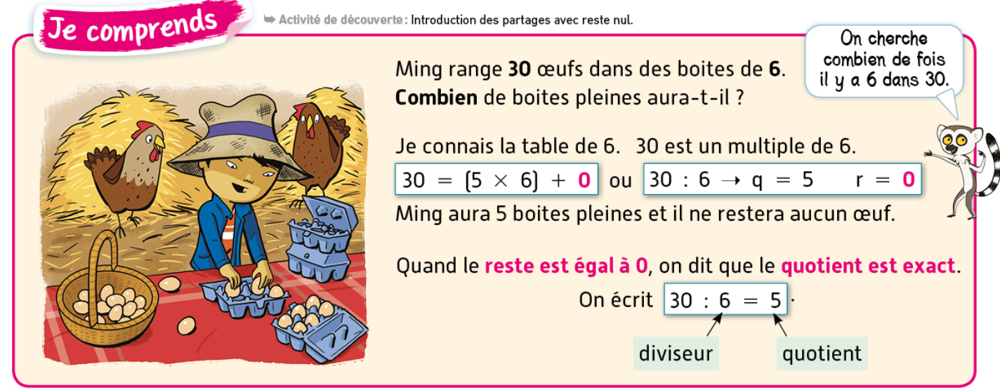 Je comprends
➥ Activité de découverte : Introduction des partages avec reste nul.
On cherche
combien de fois
il y a 6 dans 30.
Ming range 30 œufs dans des boites de 6.
Combien de boites pleines aura-t-il ?
Je connais la table de 6. 30 est un multiple de 6.
30 = (5 × 6) + 0 ou 30 : 6 → q = 5 r = 0
Ming aura 5 boites pleines et il ne restera aucun œuf.
Quand le reste est égal à 0, on dit que le quotient est exact.
On écrit 30 : 6 = 5.
diviseur quotient